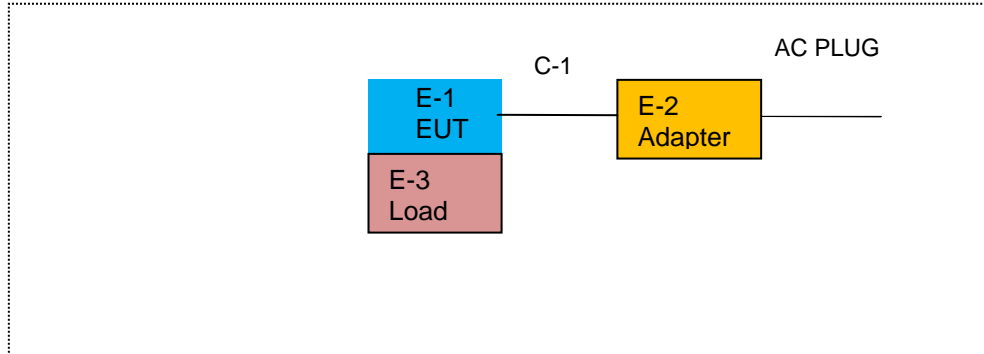 AC PLUG
C-1
E-1
EUT
E-2
Adapter
E-3
Load